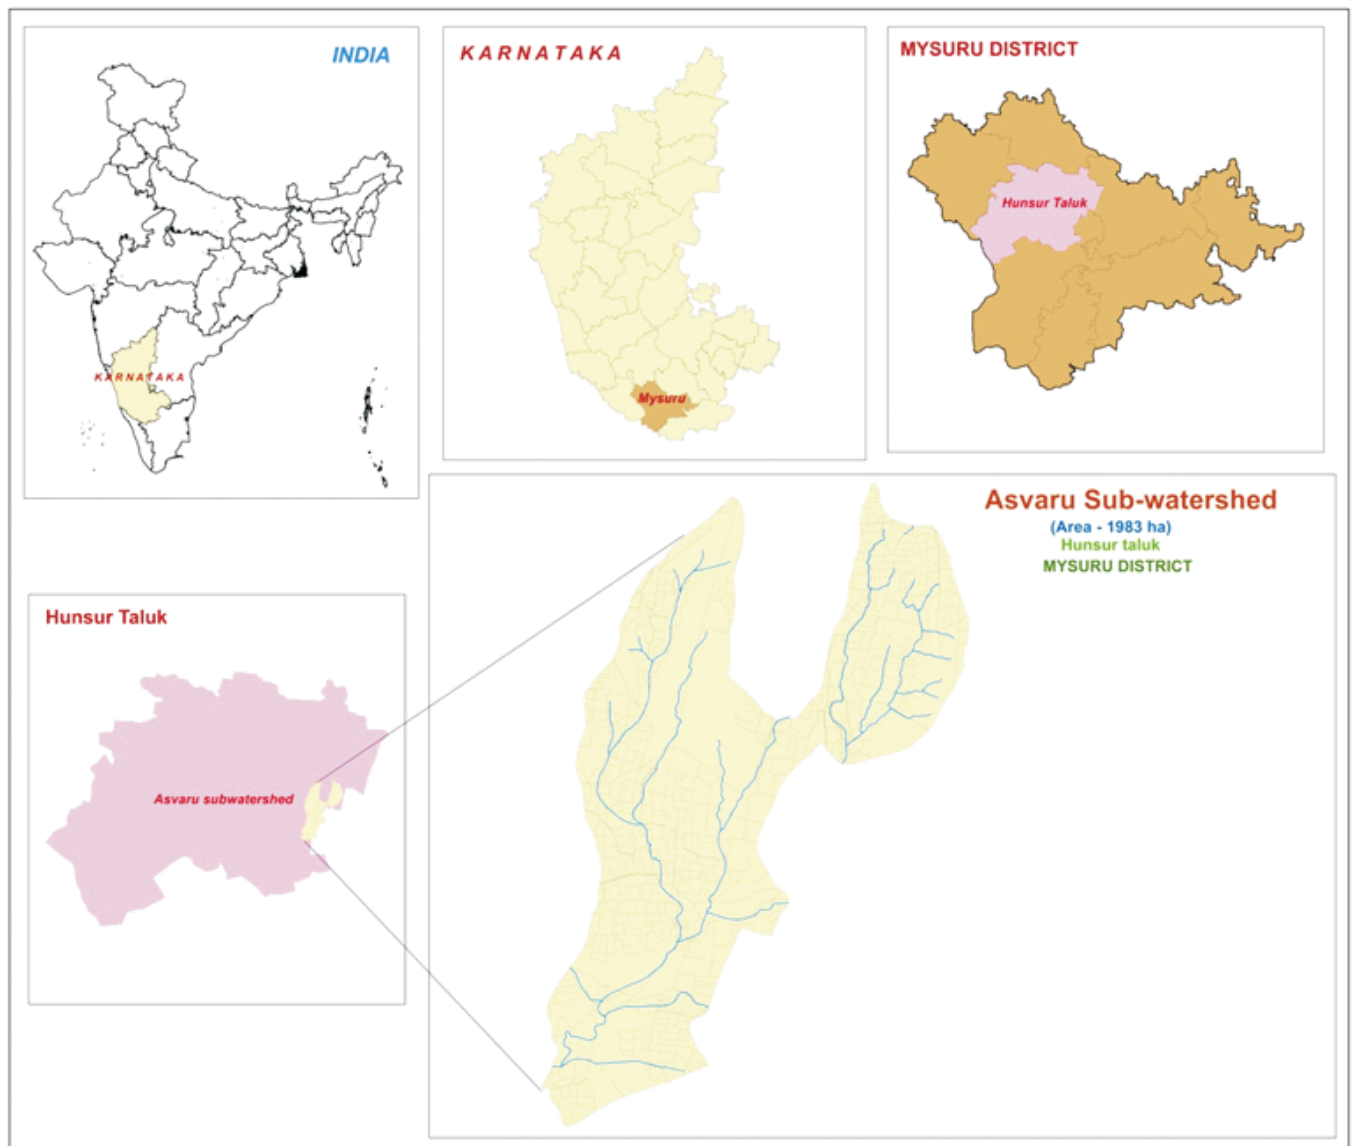 INDIA
KARNATAKA
KARNATAKA
Mysuru
MYSURU DISTRICT
Hunsur Taluk
Hunsur Taluk
Asvaru subwatershed
Asvaru Sub-watershed
(Area - 1983 ha)
Hunsur taluk
MYSURU DISTRICT